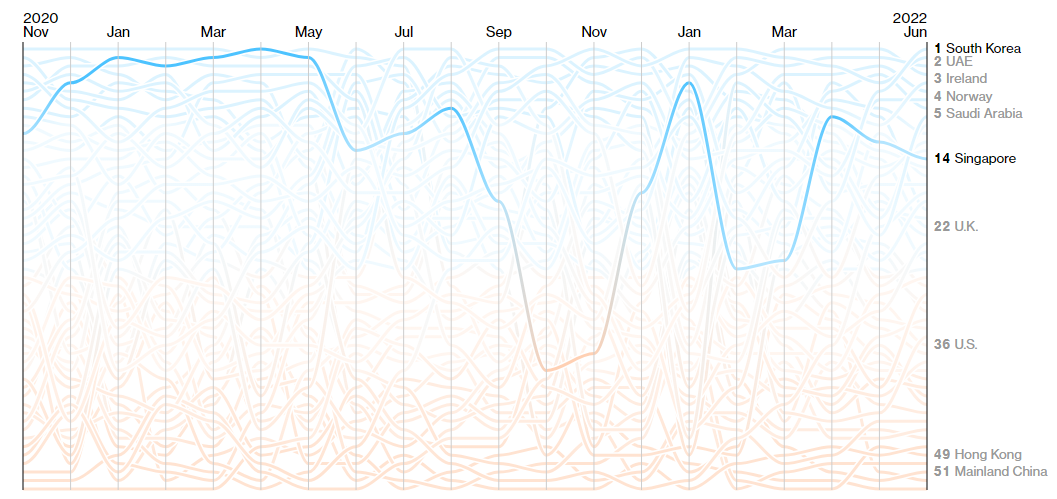 2020
2022
Nov Jan Mar May Jul Sep Nov Jan Mar Jun
1 South Korea
2 UAE
3 Ireland
4 Norway
5 Saudi Arabia
14 Singapore
22 U.K.
36 U.S.
49 Hong Kong
51 Mainland China